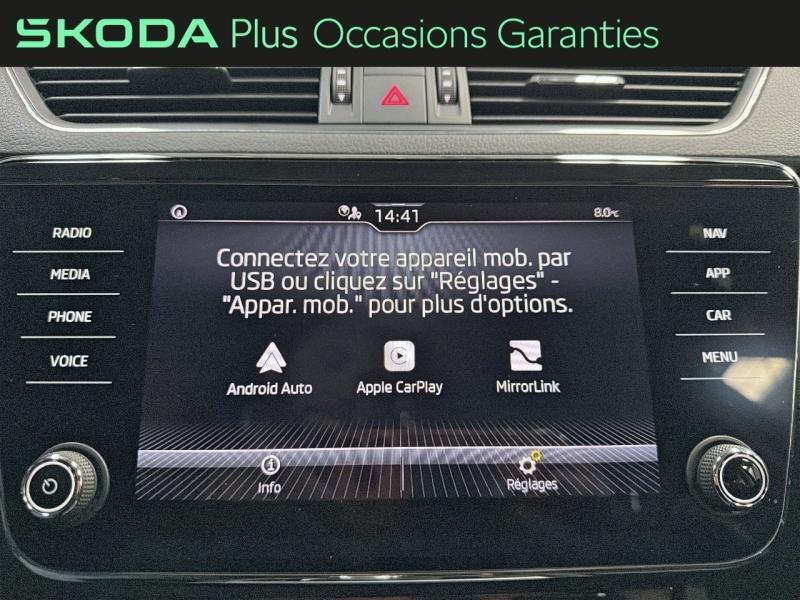 ŠKODA Plus Occasions Garanties
14:41
8.0°C
RADIO
MEDIA
PHONE
VOICE
NAV
APP
CAR
MENU
Connectez votre appareil mob. par
USB ou cliquez sur "Réglages" -
"Appar. mob." pour plus d'options.
Android Auto
Apple CarPlay
MirrorLink
Info
Réglages